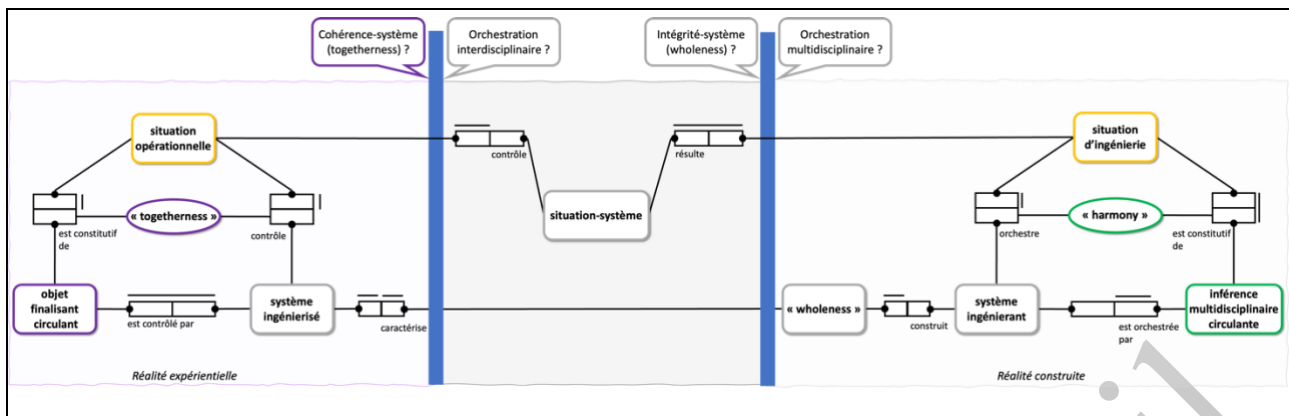 Cohérence-système
(togetherness) ?
Orchestration
interdisciplinaire ?
Intégrité-système
(wholeness) ?
Orchestration
multidisciplinaire ?
situation
opérationnelle
contrôle
résulte
situation
d'ingénierie
situation-système
« togetherness »
est constitutif
de
contrôle
« harmony »
orchestre
est constitutif
de
objet
finalisant
circulant
est contrôlé par
système
ingénierisé
caractérise
« wholeness »
construit
système
ingénierant
est orchestrée
par
inférence
multidisciplinaire
circulante
Réalité expérientielle
Réalité construite